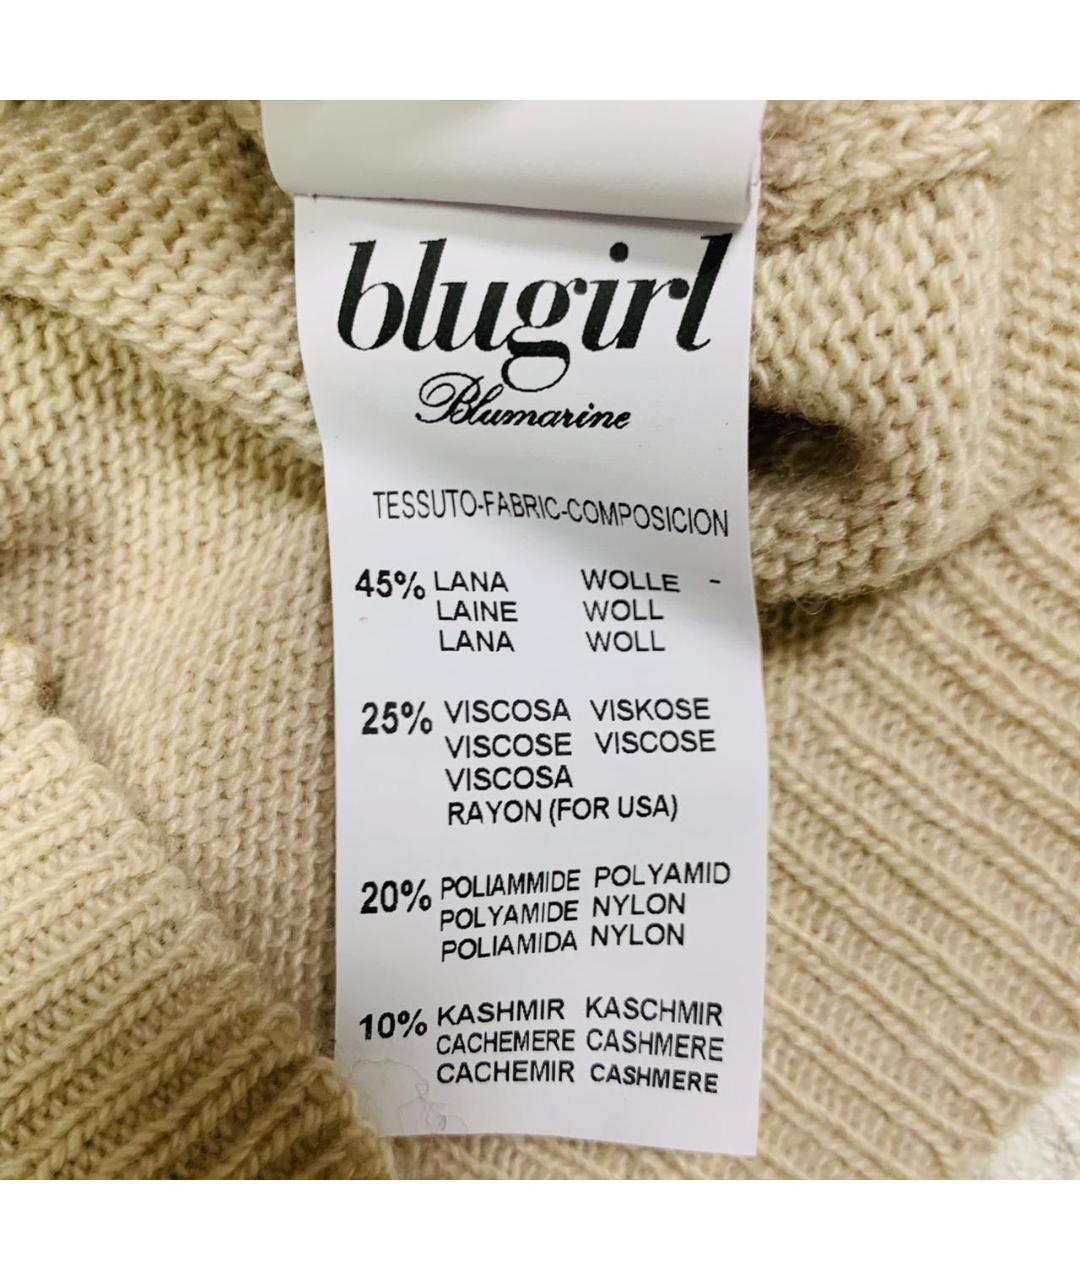 blugirl
Blumarine
TESSUTO-FABRIC-COMPOSICION
45% LANA WOLLE -
LAINE WOLL
LANA WOLL
25% VISCOSA VISKOSE
VISCOSE VISCOSE
VISCOSA
RAYON (FOR USA)
20% POLIAMMIDE POLYAMID
POLYAMIDE NYLON
POLIAMIDA NYLON
10% KASHMIR KASCHMIR
CACHEMERE CASHMERE
CACHEMIR CASHMERE